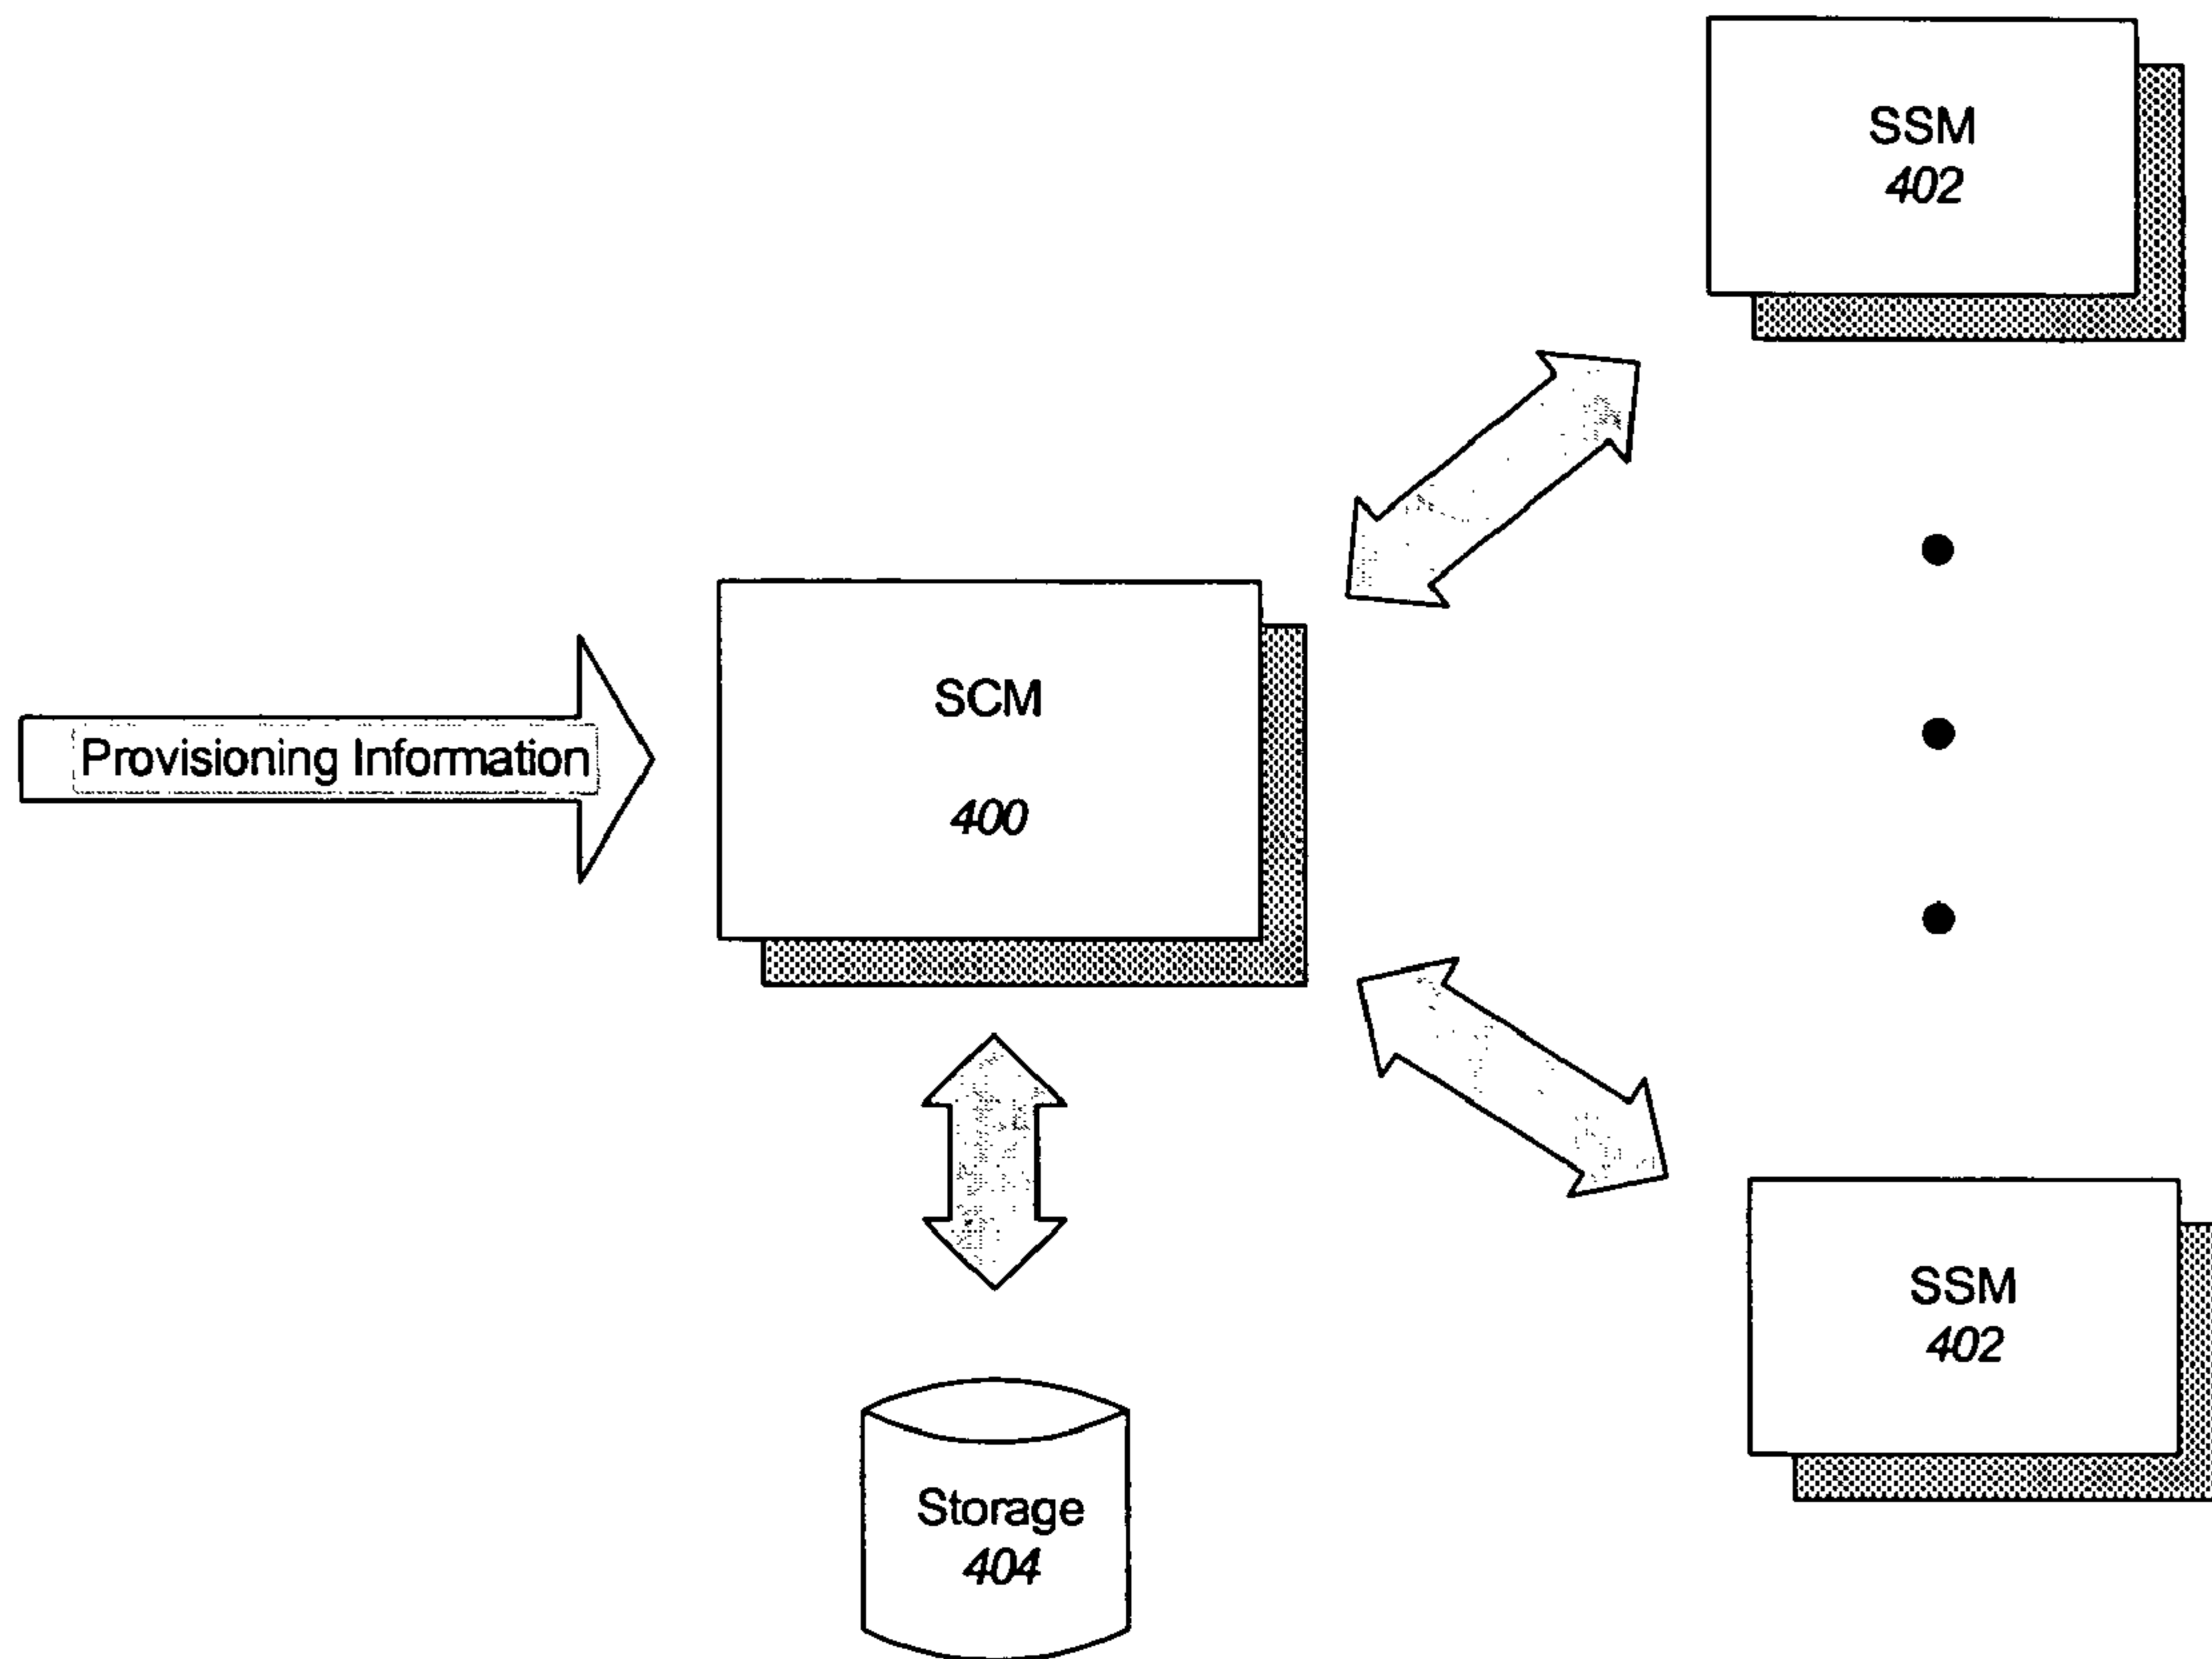 SSM
402
SCM
400
Provisioning Information
SSM
402
Storage
404